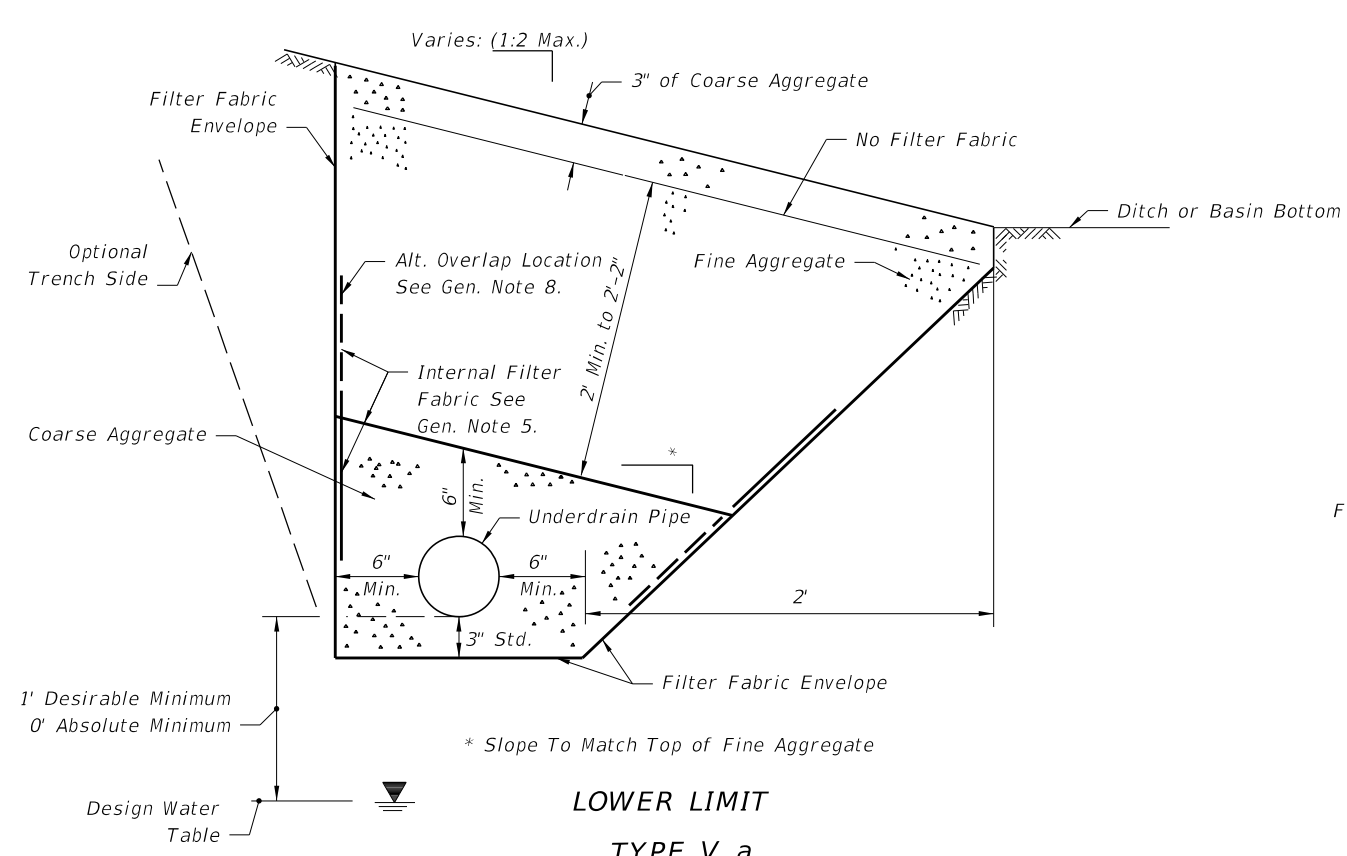 Varies: (1:2 Max.)
3" of Coarse Aggregate
Filter Fabric
Envelope
No Filter Fabric
Ditch or Basin Bottom
Optional
Trench Side
Alt. Overlap Location
See Gen. Note 8.
Fine Aggregate
2' Min. to 2'-2"
Internal Filter
Fabric See
Gen. Note 5.
Coarse Aggregate
*
6"
Min.
Underdrain Pipe
F
6"
Min.
6"
Min.
2'
3" Std.
Filter Fabric Envelope
1' Desirable Minimum
0' Absolute Minimum
* Slope To Match Top of Fine Aggregate
Design Water
Table
LOWER LIMIT
TYPE V a